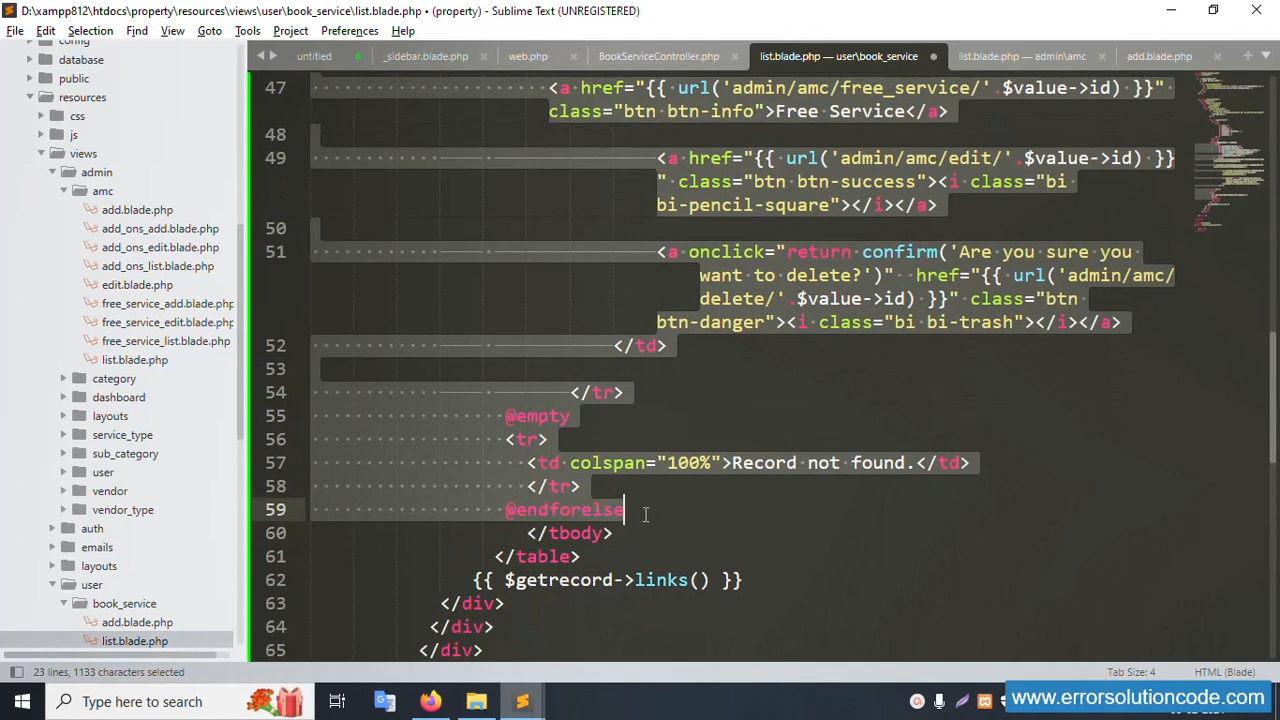 D:\xampp812\htdocs\property\resources\views\user\book_service\list.blade.php • (property) - Sublime Text (UNREGISTERED)
File Edit Selection Find View Goto Tools Project Preferences Help
untitled _sidebar.blade.php web.php BookServiceController.php list.blade.php — user\book_service list.blade.php — admin\amc add.blade.php
config
database
public
resources
css
js
views
admin
amc
add.blade.php
add_ons_add.blade.php
add_ons_edit.blade.php
add_ons_list.blade.php
edit.blade.php
free_service_add.blade.php
free_service_edit.blade.php
free_service_list.blade.php
list.blade.php
category
dashboard
layouts
service_type
sub_category
user
vendor
vendor_type
auth
emails
layouts
user
book_service
add.blade.php
list.blade.php
47 <a href="{{ url('admin/amc/free_service/'.$value->id) }}"
class="btn btn-info">Free Service</a>
48
49 <a href="{{ url('admin/amc/edit/'.$value->id) }}
" class="btn btn-success"><i class="bi
bi-pencil-square"></i></a>
50
51 <a onclick="return confirm('Are you sure you
want to delete?')" href="{{ url('admin/amc/
delete/'.$value->id) }}" class="btn
btn-danger"><i class="bi bi-trash"></i></a>
52 </td>
53
54 </tr>
55 @empty
56 <tr>
57 <td colspan="100%">Record not found.</td>
58 </tr>
59 @endforelse
60 </tbody>
61 </table>
62 {{ $getrecord->links() }}
63 </div>
64 </div>
65 </div>
23 lines, 1133 characters selected
Tab Size: 4
HTML (Blade)
Type here to search
www.errorsolutioncode.com